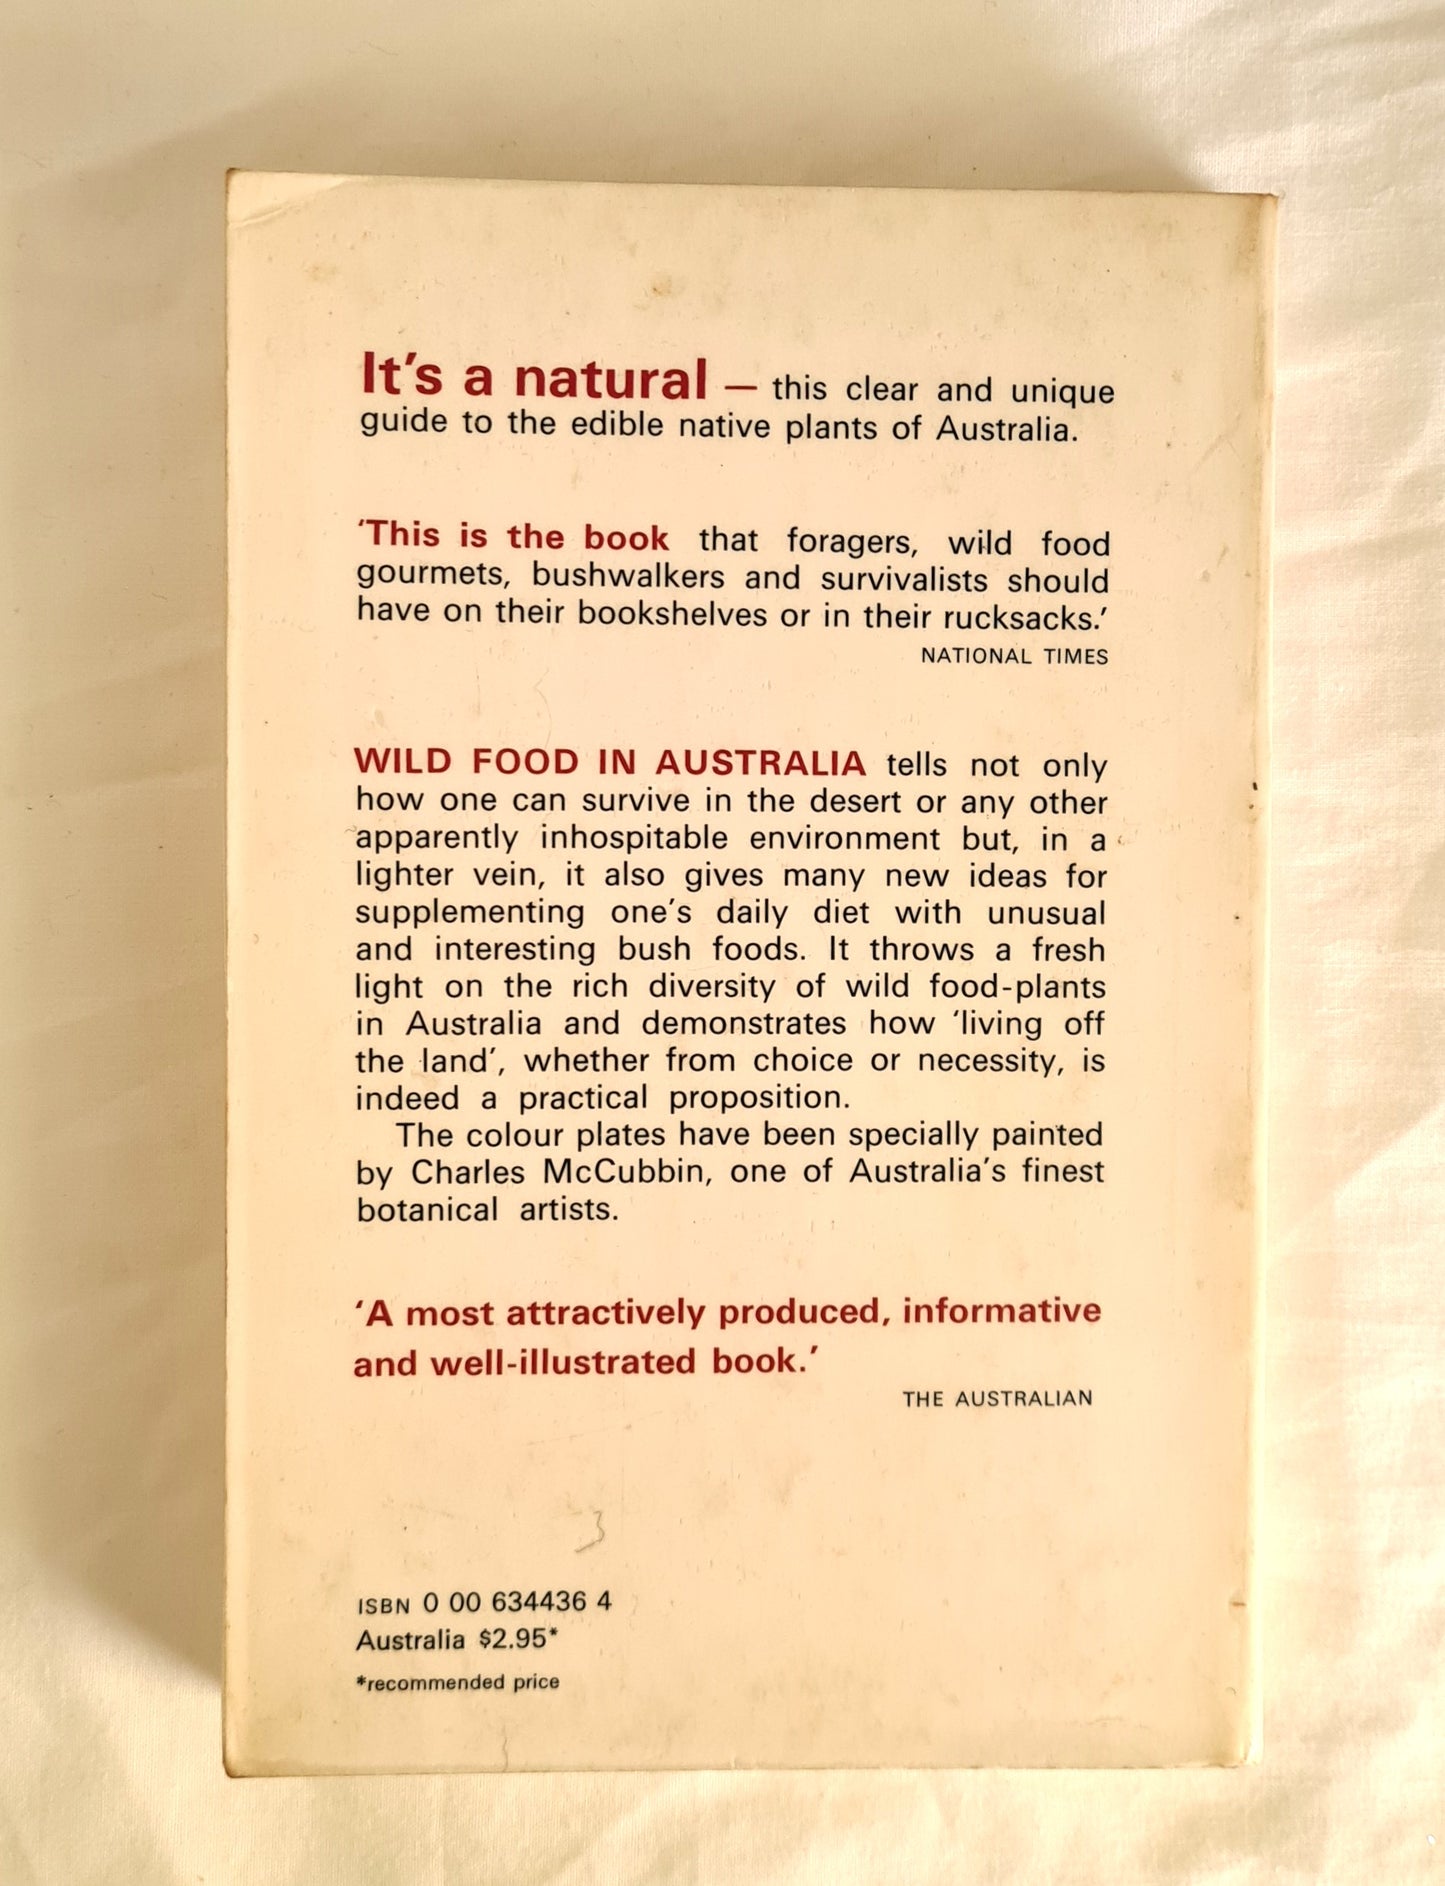 It's a natural — this clear and unique
guide to the edible native plants of Australia.
'This is the book that foragers, wild food
gourmets, bushwalkers and survivalists should
have on their bookshelves or in their rucksacks.'
NATIONAL TIMES
WILD FOOD IN AUSTRALIA tells not only
how one can survive in the desert or any other
apparently inhospitable environment but, in a
lighter vein, it also gives many new ideas for
supplementing one's daily diet with unusual
and interesting bush foods. It throws a fresh
light on the rich diversity of wild food-plants
in Australia and demonstrates how 'living off
the land', whether from choice or necessity, is
indeed a practical proposition.
The colour plates have been specially painted
by Charles McCubbin, one of Australia's finest
botanical artists.
'A most attractively produced, informative
and well-illustrated book.'
THE AUSTRALIAN
3
ISBN 0 00 634436 4
Australia $2.95*
*recommended price